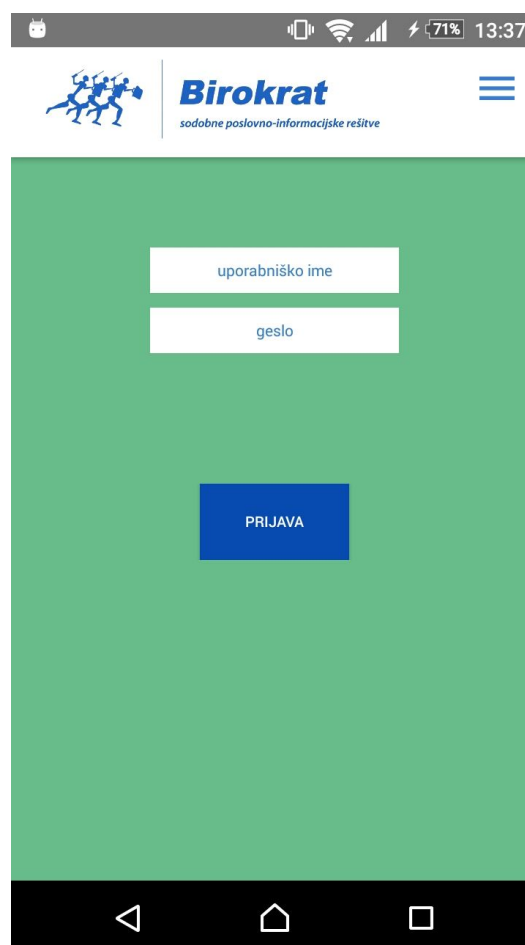 71% 13:37
Birokrat
sodobne poslovno-informacijske rešitve
uporabniško ime
geslo
PRIJAVA